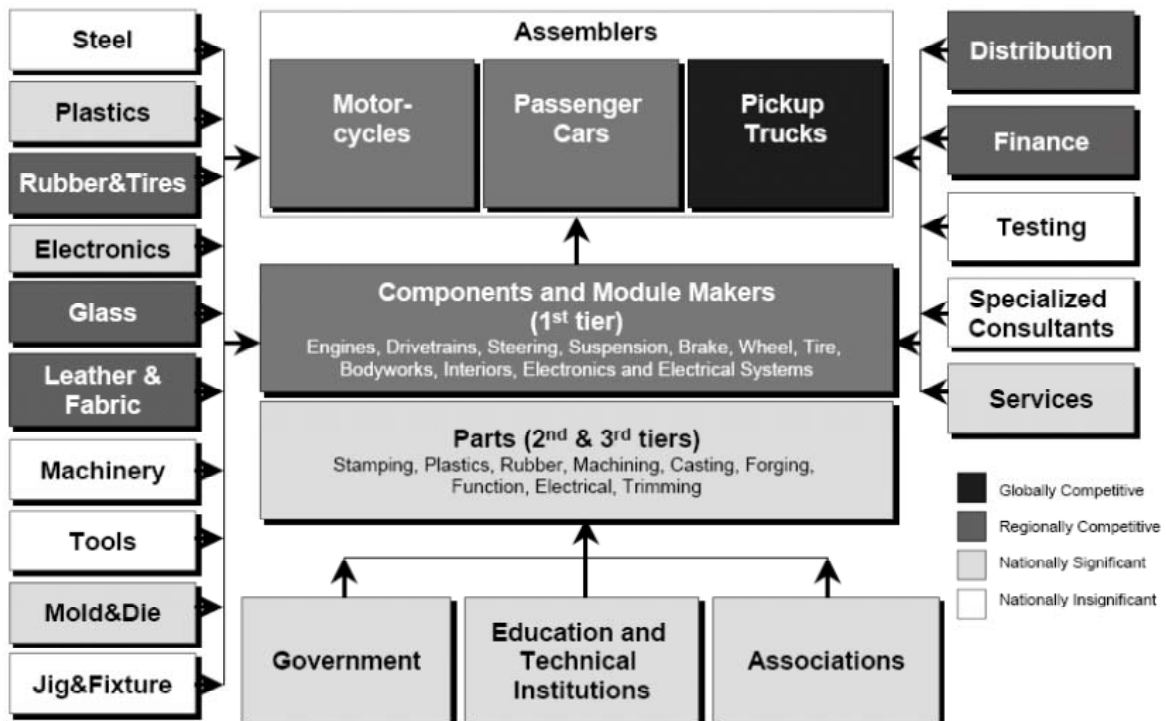 Steel
Plastics
Rubber&Tires
Electronics
Glass
Leather &
Fabric
Machinery
Tools
Mold&Die
Jig&Fixture
Assemblers
Motor-
cycles
Passenger
Cars
Pickup
Trucks
Components and Module Makers
(1st tier)
Engines, Drivetrains, Steering, Suspension, Brake, Wheel, Tire,
Bodyworks, Interiors, Electronics and Electrical Systems
Parts (2nd & 3rd tiers)
Stamping, Plastics, Rubber, Machining, Casting, Forging,
Function, Electrical, Trimming
Government
Education and
Technical
Institutions
Associations
Distribution
Finance
Testing
Specialized
Consultants
Services
Globally Competitive
Regionally Competitive
Nationally Significant
Nationally Insignificant